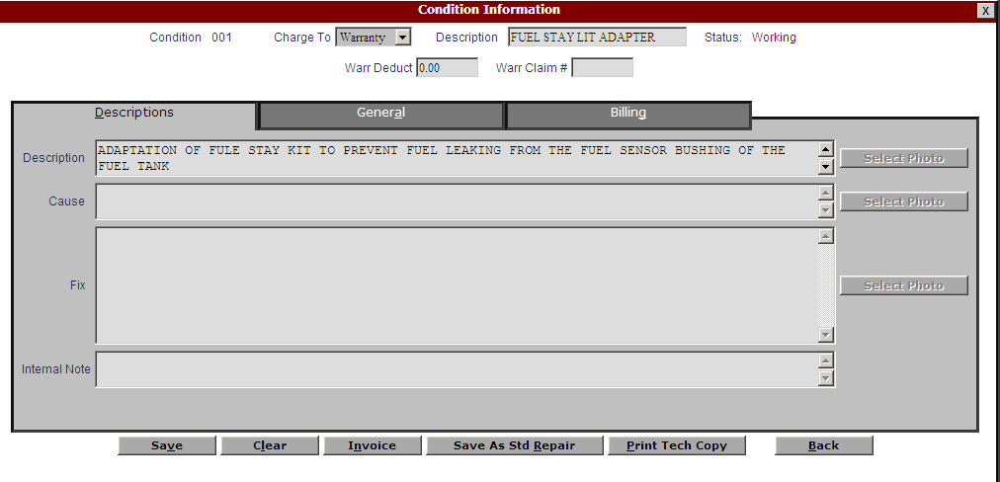 Condition Information
X
Condition 001 Charge To Warranty Description FUEL STAY LIT ADAPTER Status: Working
Warr Deduct 0.00 Warr Claim #
Descriptions General Billing
Description ADAPTATION OF FULE STAY KIT TO PREVENT FUEL LEAKING FROM THE FUEL SENSOR BUSHING OF THE
FUEL TANK
Select Photo
Cause Select Photo
Fix Select Photo
Internal Note
Save Clear Invoice Save As Std Repair Print Tech Copy Back